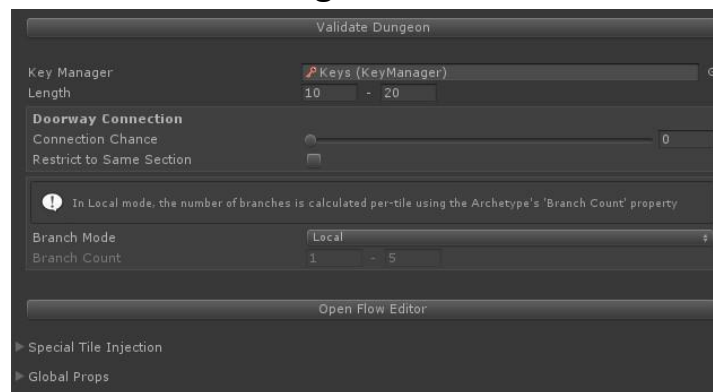 Validate Dungeon
Key Manager Keys (KeyManager)
Length 10 - 20
Doorway Connection
Connection Chance 0
Restrict to Same Section
In Local mode, the number of branches is calculated per-tile using the Archetype's 'Branch Count' property
Branch Mode Local
Branch Count 1 - 5
Open Flow Editor
Special Tile Injection
Global Props